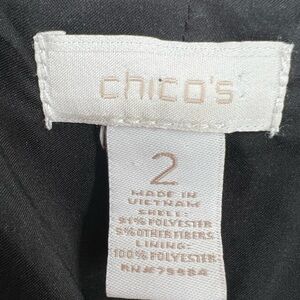 chico's
2
MADE IN
VIETNAM
SHELL:
91% POLYESTER
9% OTHER FIBERS
LINING:
100% POLYESTER
RN# 79984